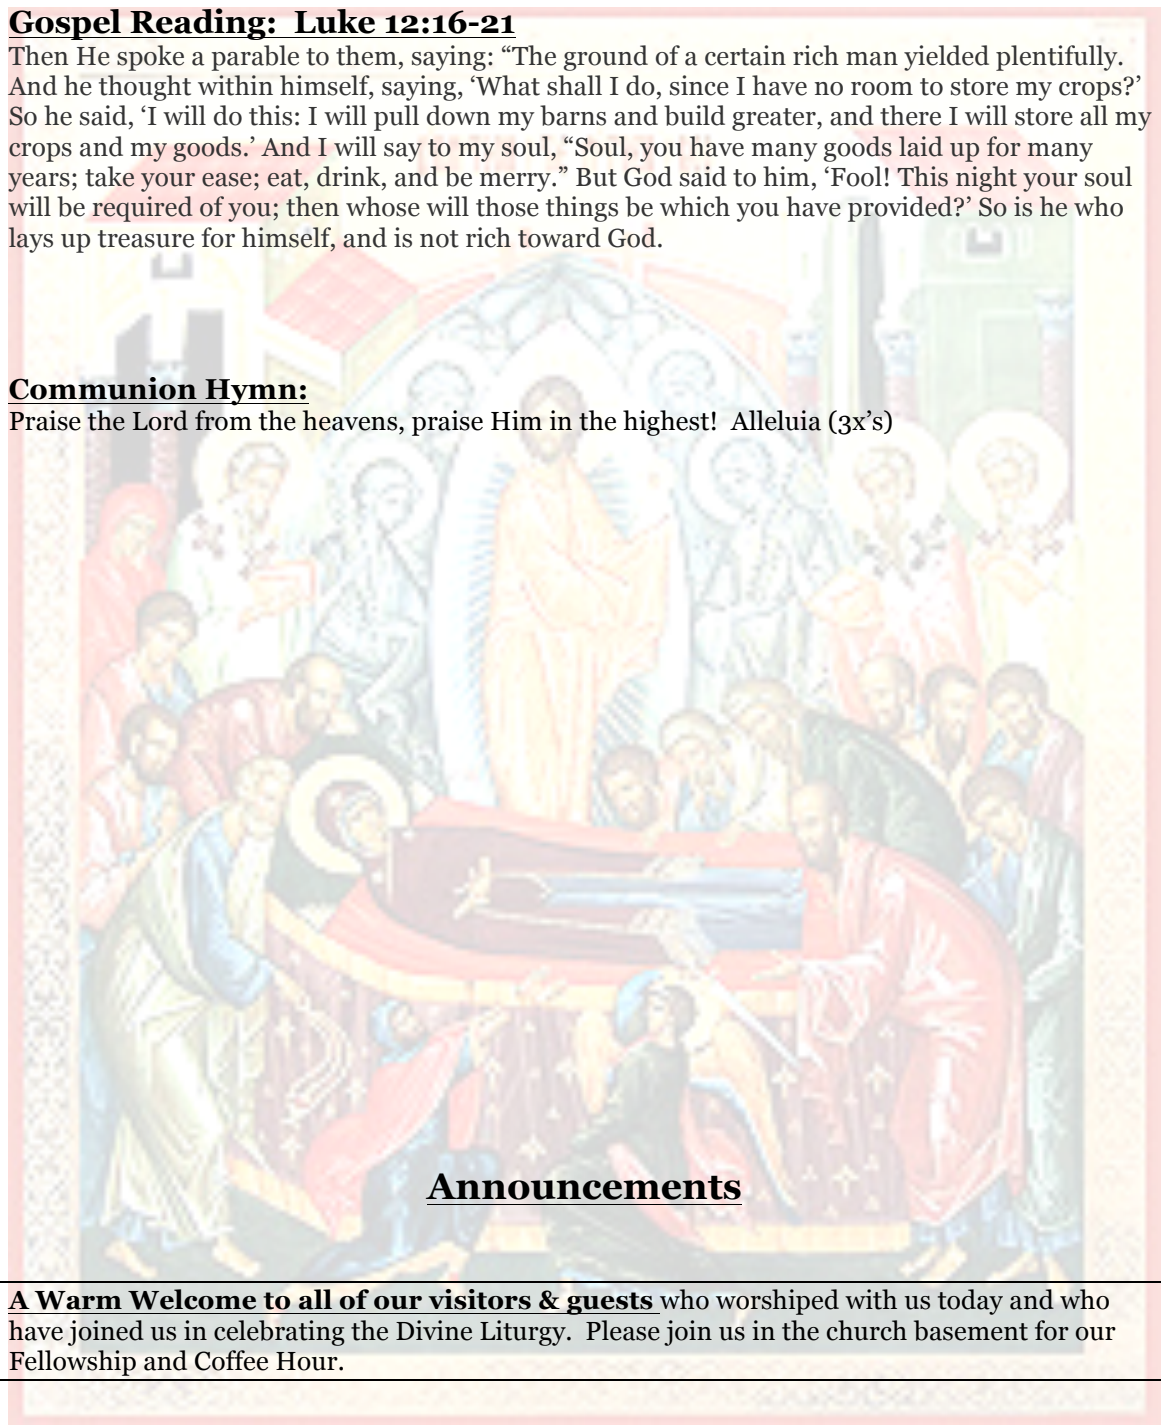 Gospel Reading:  Luke 12:16-21
Then He spoke a parable to them, saying: “The ground of a certain rich man yielded plentifully.
And he thought within himself, saying, ‘What shall I do, since I have no room to store my crops?’
So he said, ‘I will do this: I will pull down my barns and build greater, and there I will store all my
crops and my goods.’ And I will say to my soul, “Soul, you have many goods laid up for many
years; take your ease; eat, drink, and be merry.” But God said to him, ‘Fool! This night your soul
will be required of you; then whose will those things be which you have provided?’ So is he who
lays up treasure for himself, and is not rich toward God.
Communion Hymn:
Praise the Lord from the heavens, praise Him in the highest!  Alleluia (3x’s)
Announcements
A Warm Welcome to all of our visitors & guests who worshiped with us today and who
have joined us in celebrating the Divine Liturgy.  Please join us in the church basement for our
Fellowship and Coffee Hour.